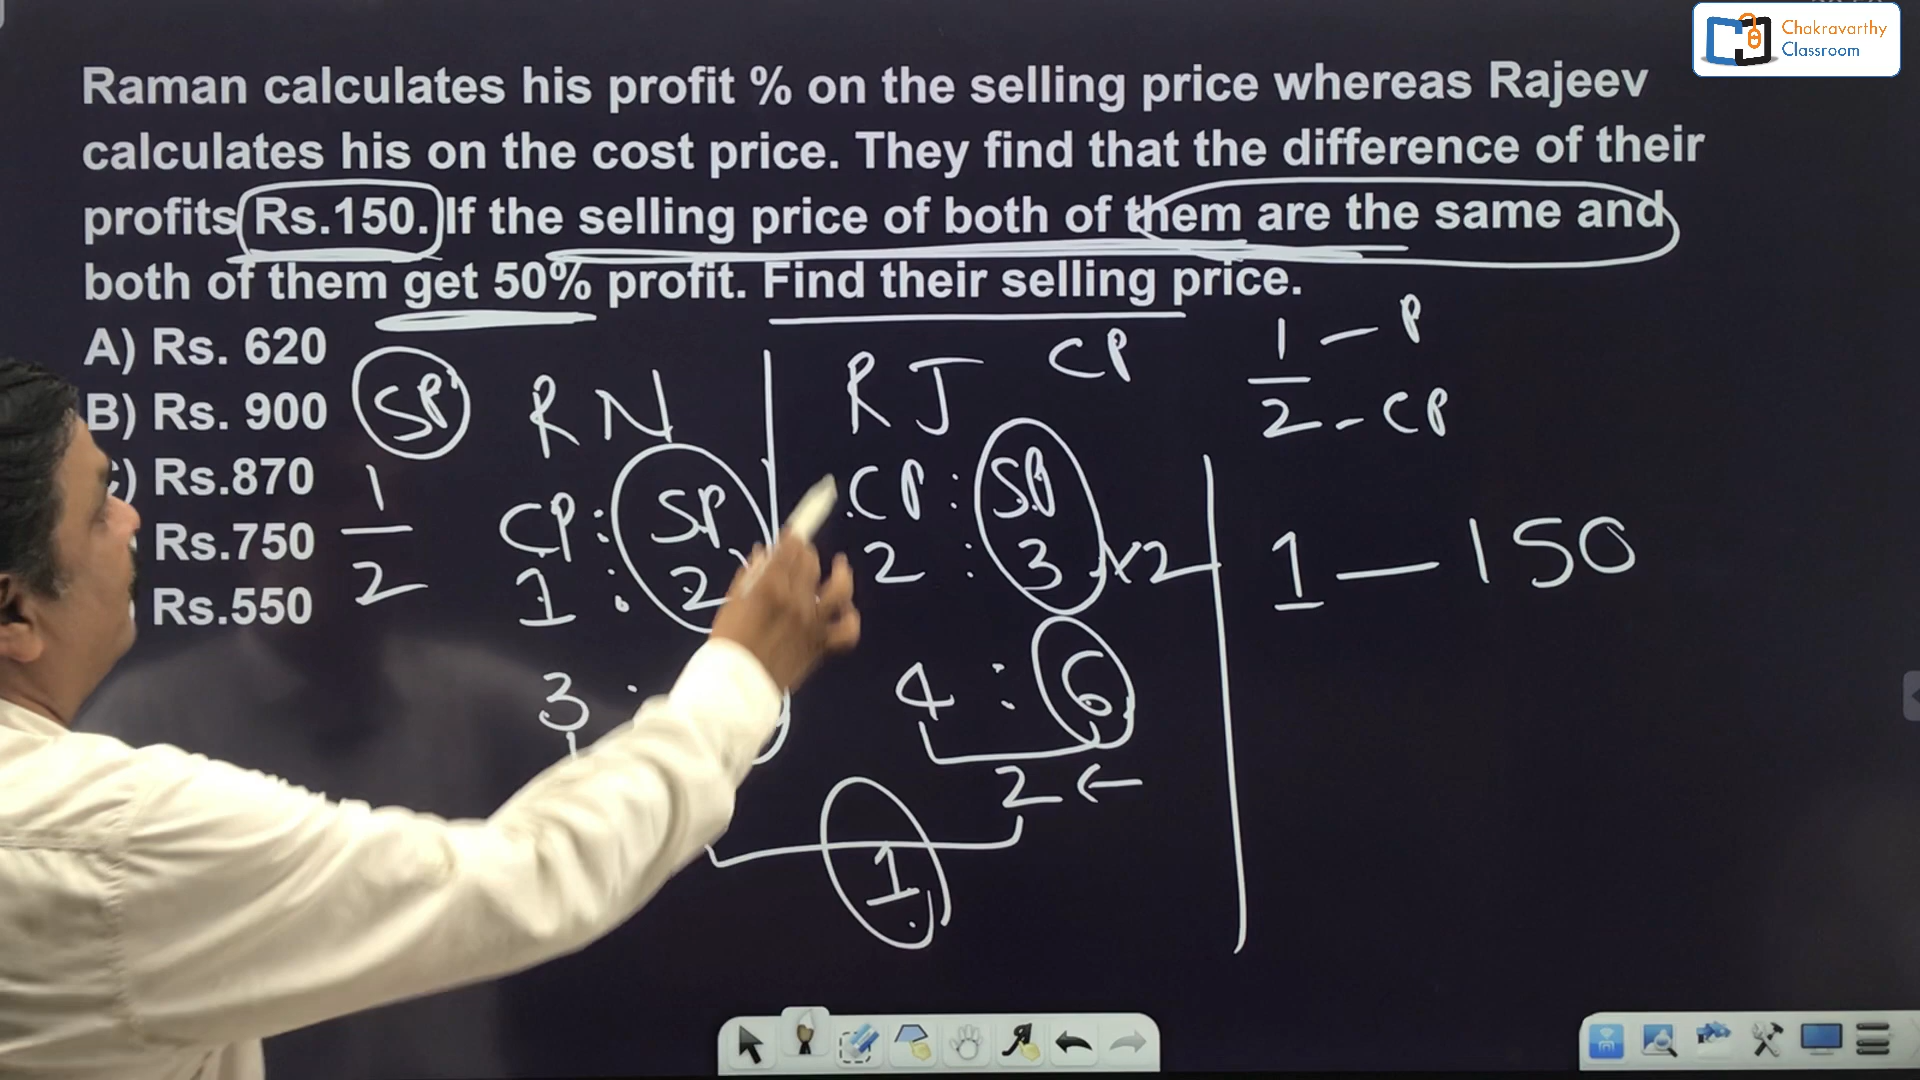 Chakravarthy
Classroom
Raman calculates his profit % on the selling price whereas Rajeev
calculates his on the cost price. They find that the difference of their
profits Rs.150. If the selling price of both of them are the same and
both of them get 50% profit. Find their selling price.
A) Rs. 620
B) Rs. 900
) Rs.870
Rs.750
Rs.550
SP
1
2
R N
CP : SP
1 : 2
3 :
R J CP
CP : SP
2 : 3 x2
4 : 6
2 ←
1
1 — P
2 - CP
1 — 150